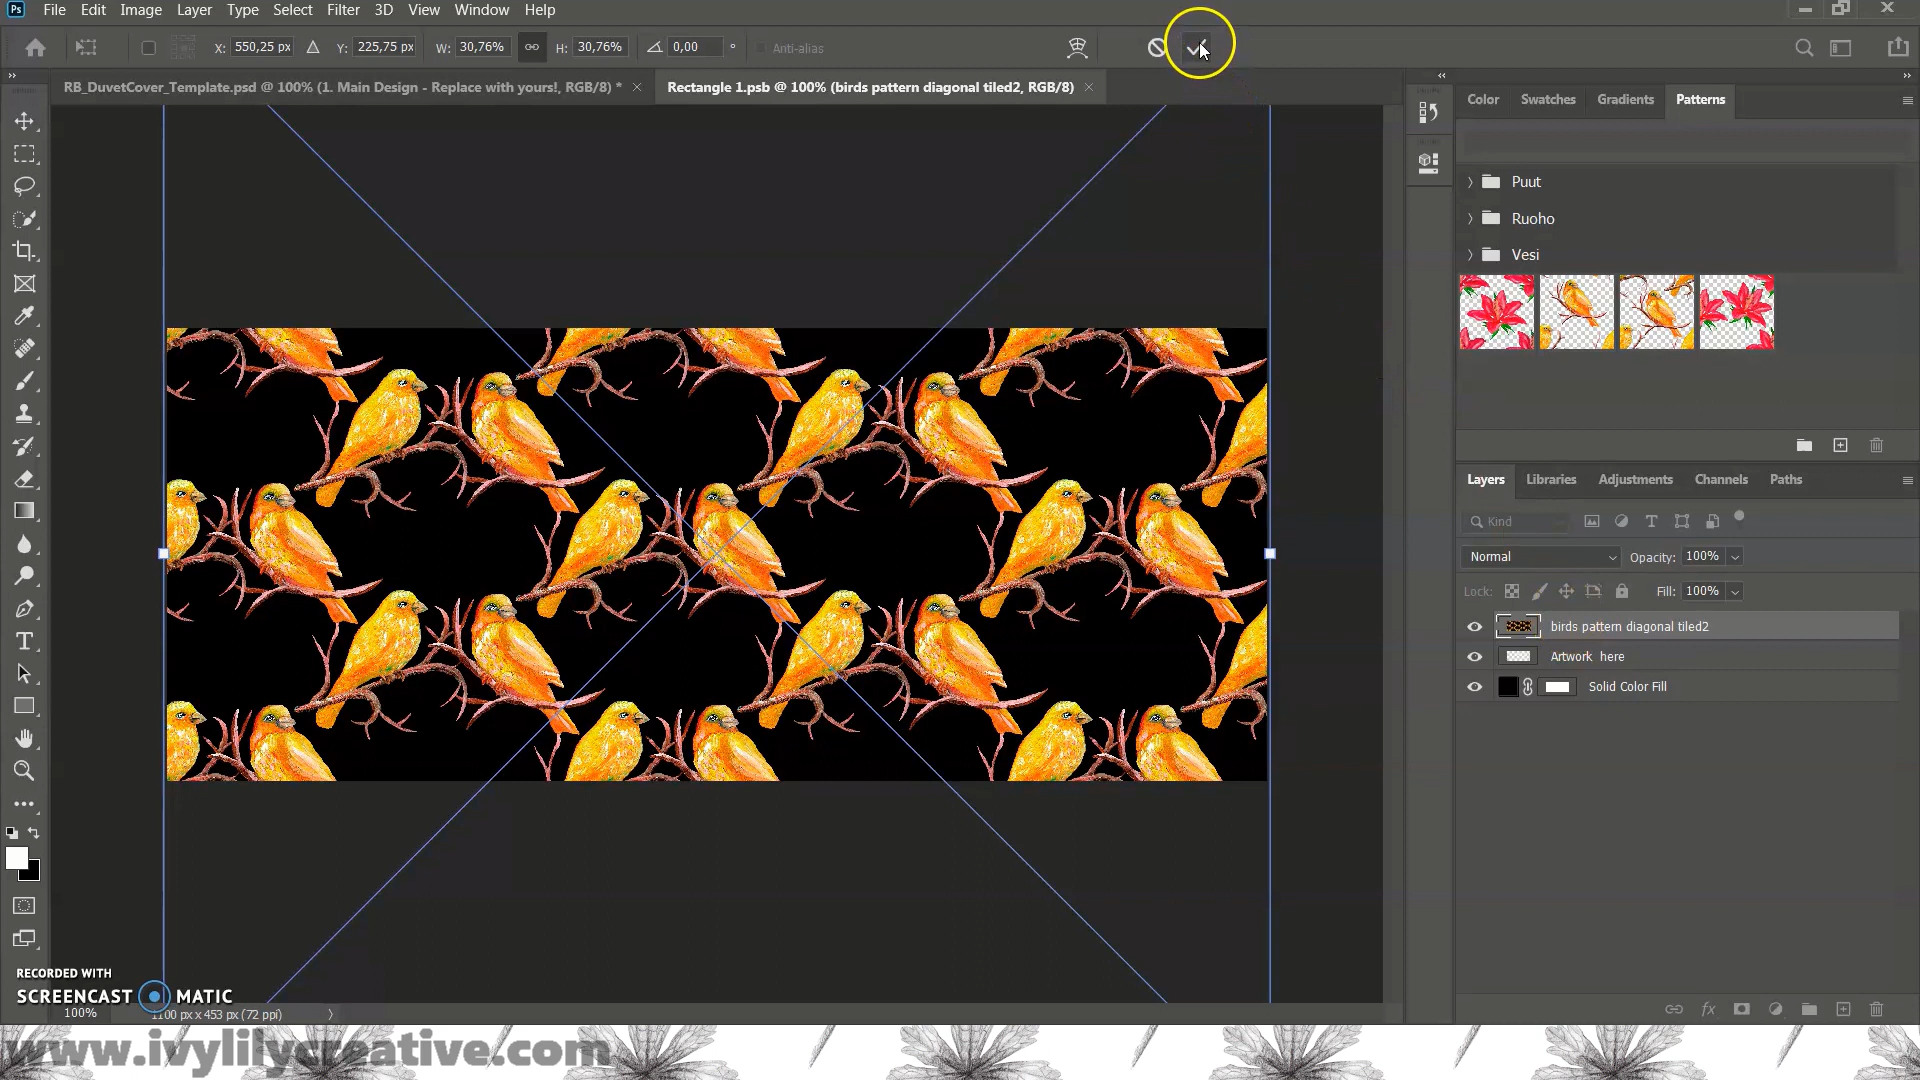 Ps File Edit Image Layer Type Select Filter 3D View Window Help
X: 550,25 px Y: 225,75 px W: 30,76% H: 30,76% 0,00 ° Anti-alias
RB_DuvetCover_Template.psd @ 100% (1. Main Design - Replace with yours!, RGB/8) * × Rectangle 1.psb @ 100% (birds pattern diagonal tiled2, RGB/8) ×
Color Swatches Gradients Patterns
Puut
Ruoho
Vesi
Layers Libraries Adjustments Channels Paths
Kind
Normal Opacity: 100%
Lock: Fill: 100%
birds pattern diagonal tiled2
Artwork here
Solid Color Fill
RECORDED WITH
SCREENCAST MATIC
100% 1100 px x 453 px (72 ppi)
www.ivylilycreative.com